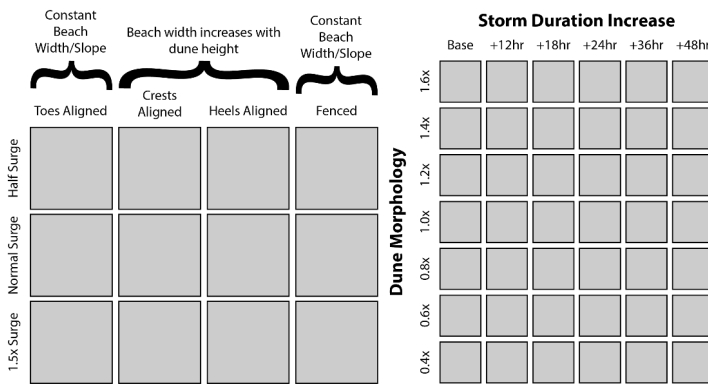 Constant
Beach
Width/Slope
Beach width increases with
dune height
Constant
Beach
Width/Slope
Toes Aligned
Crests
Aligned
Heels Aligned
Fenced
Half Surge
Normal Surge
1.5x Surge
Storm Duration Increase
Base +12hr +18hr +24hr +36hr +48hr
Dune Morphology
1.6x
1.4x
1.2x
1.0x
0.8x
0.6x
0.4x